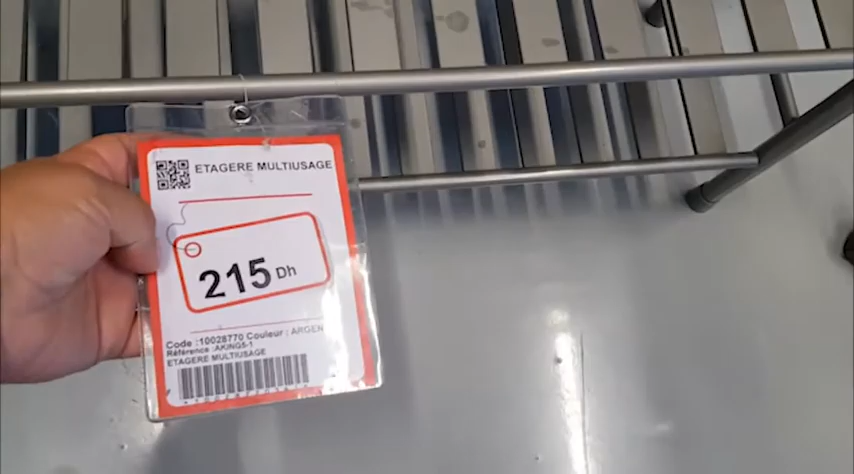 ETAGERE MULTIUSAGE
215 Dh
Code :10028770 Couleur : ARGEN
Référence :AKING5-1
ETAGERE MULTIUSAGE